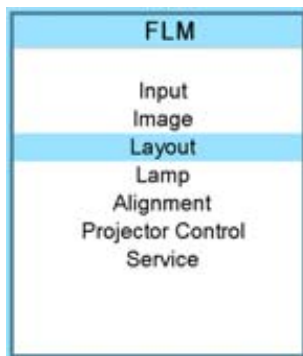 FLM
Input
Image
Layout
Lamp
Alignment
Projector Control
Service